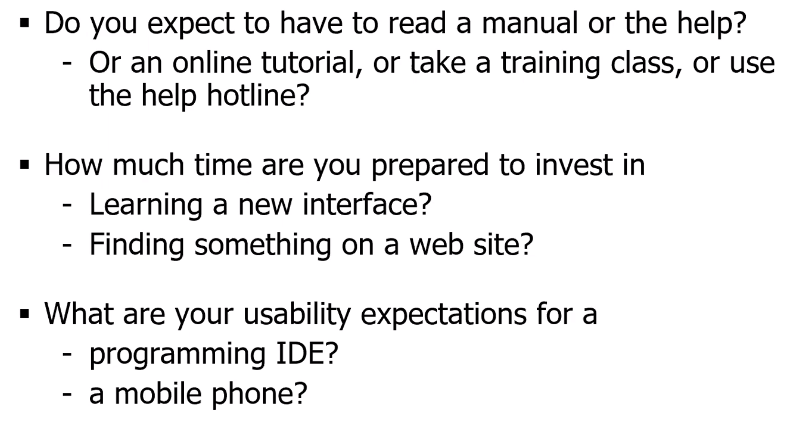 ▪ Do you expect to have to read a manual or the help?
- Or an online tutorial, or take a training class, or use
the help hotline?
▪ How much time are you prepared to invest in
- Learning a new interface?
- Finding something on a web site?
▪ What are your usability expectations for a
- programming IDE?
- a mobile phone?